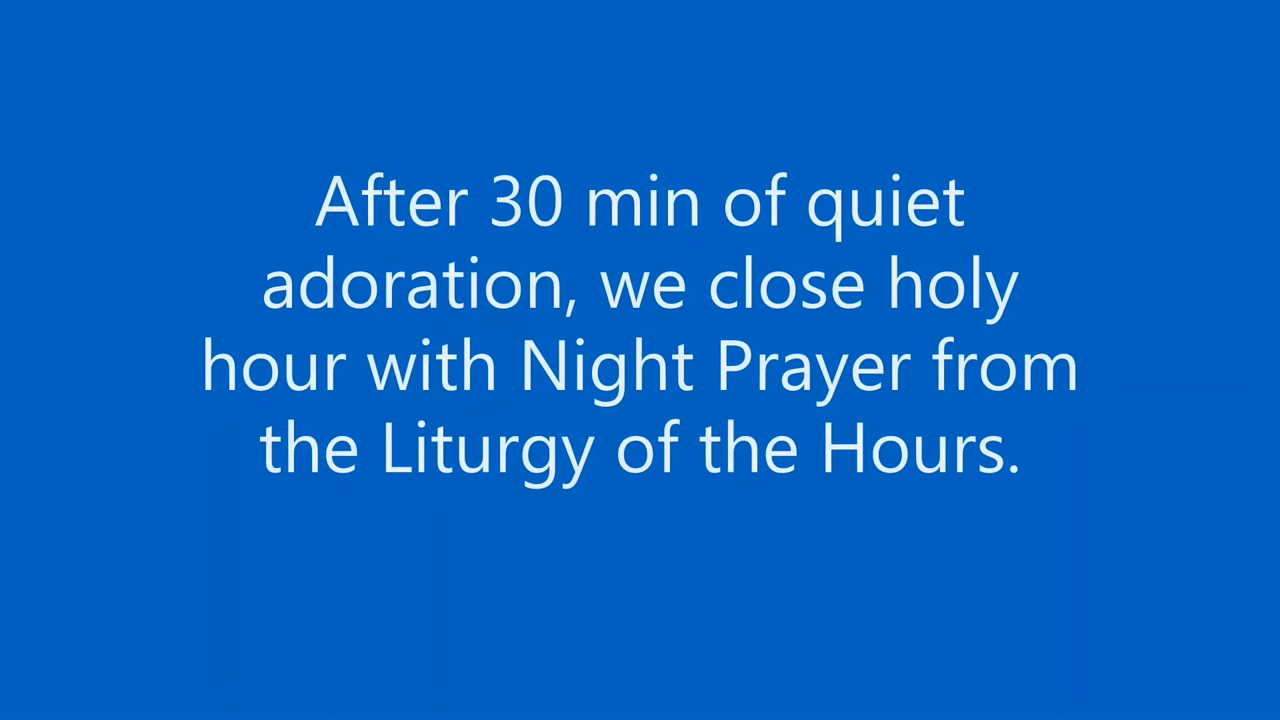 After 30 min of quiet
adoration, we close holy
hour with Night Prayer from
the Liturgy of the Hours.